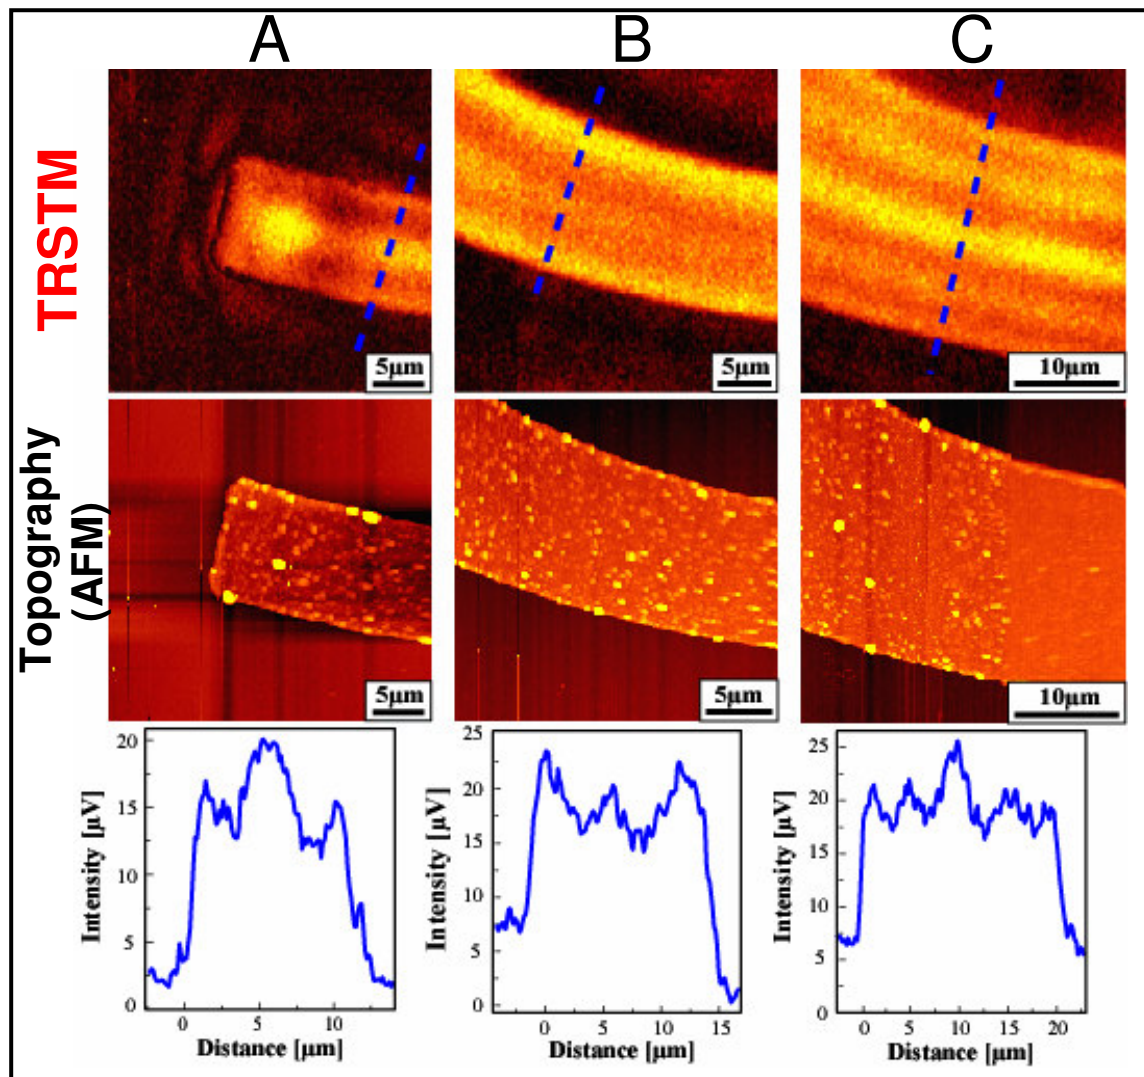 A B C
TRSTM
5μm 5μm 10μm
Topography
(AFM)
5μm 5μm 10μm
20
15
10
5
0
Intensity [μV]
0 5 10
Distance [μm]
25
20
15
10
5
0
Intensity [μV]
0 5 10 15
Distance [μm]
25
20
15
10
5
0
Intensity [μV]
0 5 10 15 20
Distance [μm]